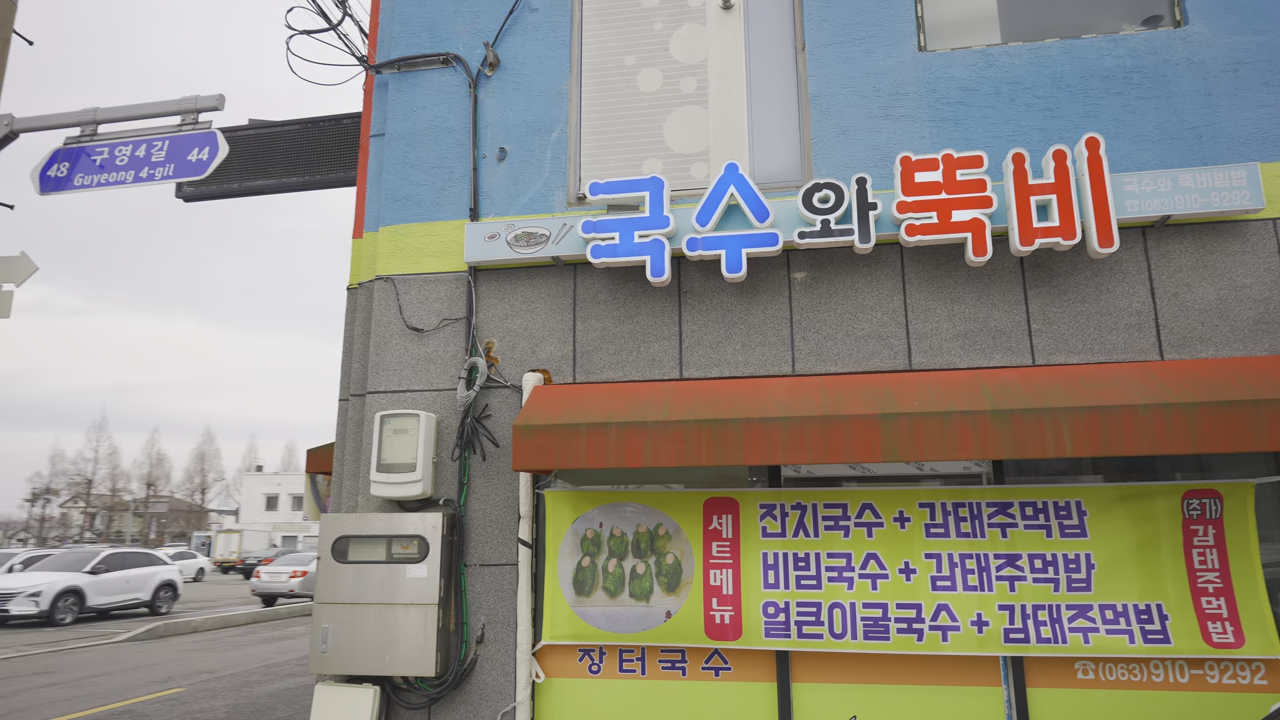 48 구영4길 44
Guyeong 4-gil
국수와뚝비
국수와 뚝비빔밥
☎(063)910-9292
세트메뉴
잔치국수 + 감태주먹밥
비빔국수 + 감태주먹밥
얼큰이굴국수 + 감태주먹밥
(추가)
감태주먹밥
장터국수
☎(063)910-9292